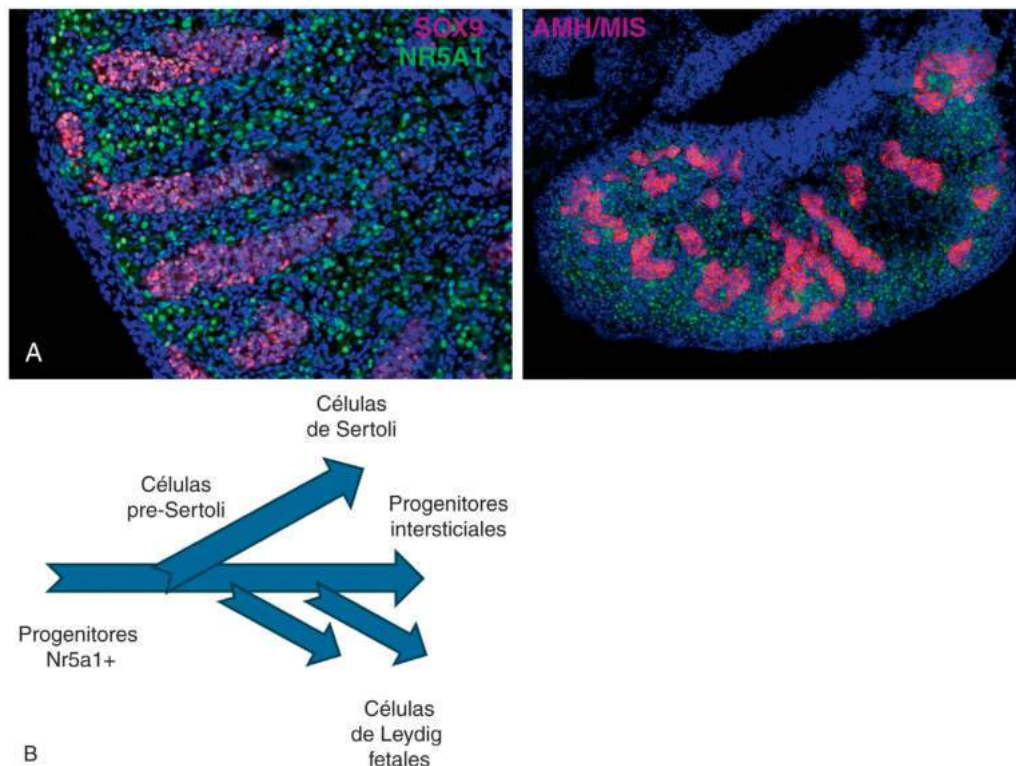 SOX9
NR5A1
AMH/MIS
A
Células
de Sertoli
Células
pre-Sertoli
Progenitores
intersticiales
Progenitores
Nr5a1+
Células
de Leydig
fetales
B